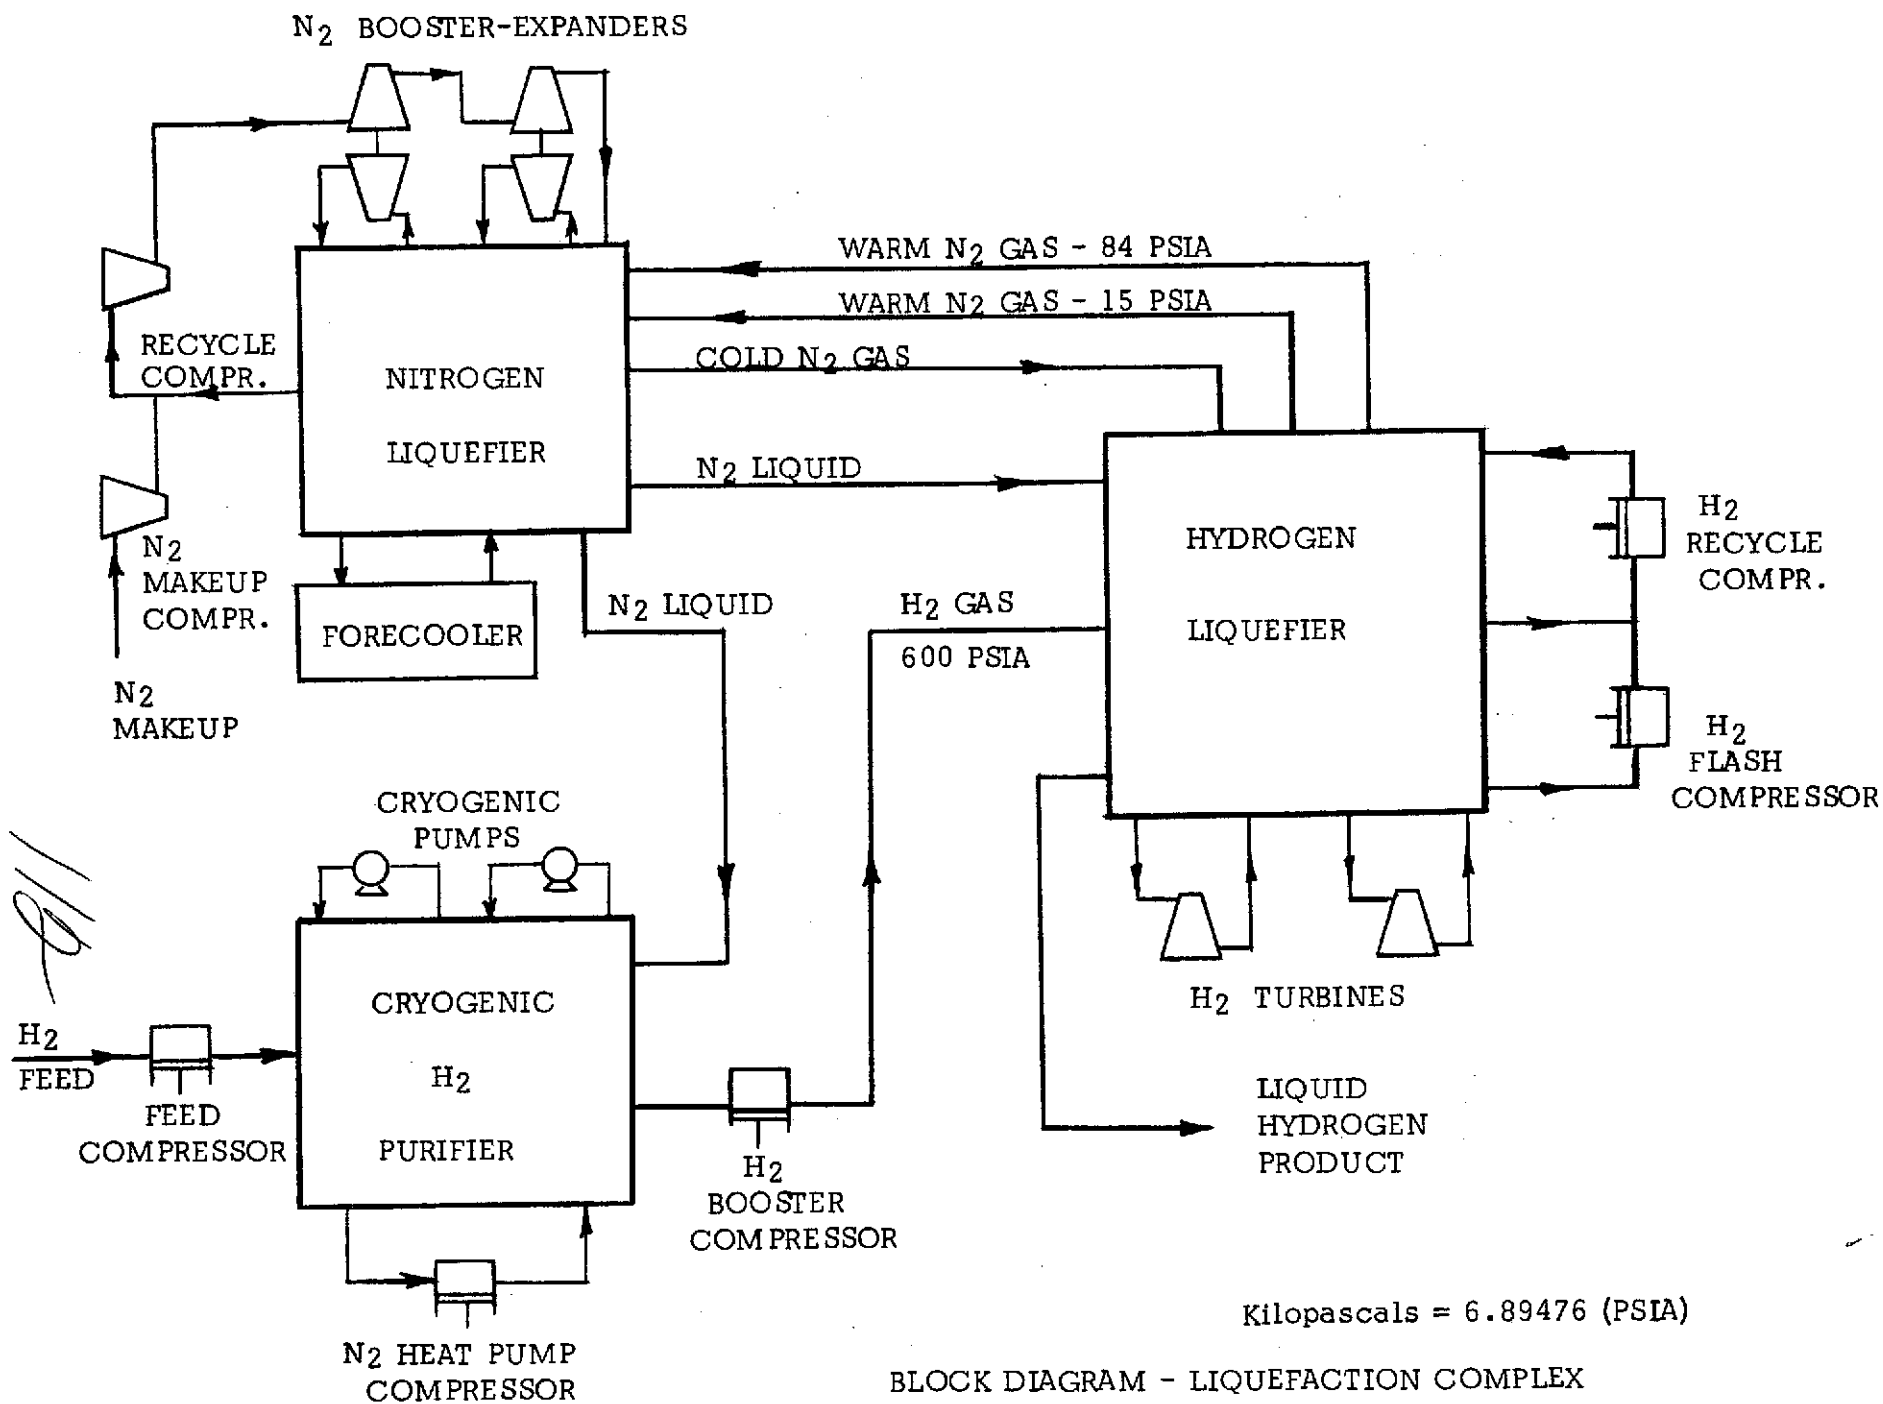 N2 BOOSTER-EXPANDERS
WARM N2 GAS - 84 PSIA
WARM N2 GAS - 15 PSIA
RECYCLE
COMPR.
COLD N2 GAS
NITROGEN
LIQUEFIER
N2 LIQUID
H2
RECYCLE
COMPR.
HYDROGEN
LIQUEFIER
N2
MAKEUP
COMPR.
FORECOOLER
N2 LIQUID
H2 GAS
600 PSIA
N2
MAKEUP
H2
FLASH
COMPRESSOR
CRYOGENIC
PUMPS
CRYOGENIC
H2
PURIFIER
H2 TURBINES
H2
FEED
FEED
COMPRESSOR
LIQUID
HYDROGEN
PRODUCT
H2
BOOSTER
COMPRESSOR
N2 HEAT PUMP
COMPRESSOR
Kilopascals = 6.89476 (PSIA)
BLOCK DIAGRAM - LIQUEFACTION COMPLEX